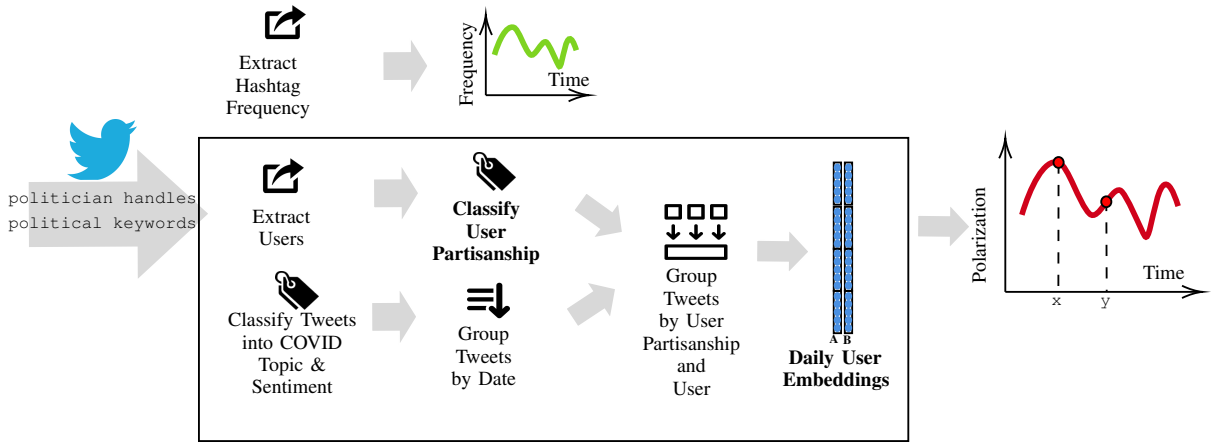 Extract
Hashtag
Frequency
Frequency
Time
politician handles
political keywords
Extract
Users
Classify
User
Partisanship
Classify Tweets
into COVID
Topic &
Sentiment
Group
Tweets
by Date
Group
Tweets
by User
Partisanship
and
User
A B
Daily User
Embeddings
Polarization
Time
x
y